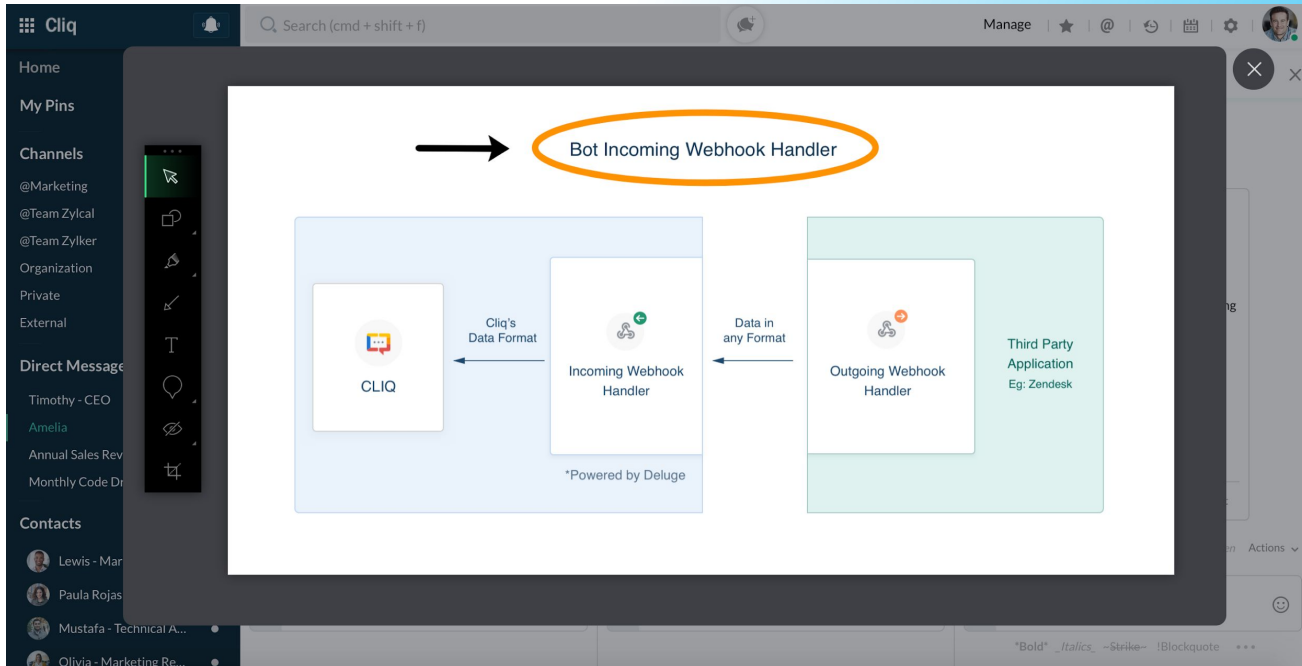 Cliq
Search (cmd + shift + f)
Manage
Home
My Pins
Channels
@Marketing
@Team Zylcal
@Team Zylker
Organization
Private
External
Direct Message
Timothy - CEO
Amelia
Annual Sales Rev
Monthly Code Dr
Contacts
Lewis - Mar
Paula Rojas
Mustafa - Technical A...
Olivia - Marketing Re...
T
Bot Incoming Webhook Handler
CLIQ
Cliq's
Data Format
Incoming Webhook
Handler
*Powered by Deluge
Data in
any Format
Outgoing Webhook
Handler
Third Party
Application
Eg: Zendesk
ng
Actions
*Bold* _Italics_ ~Strike~ !Blockquote